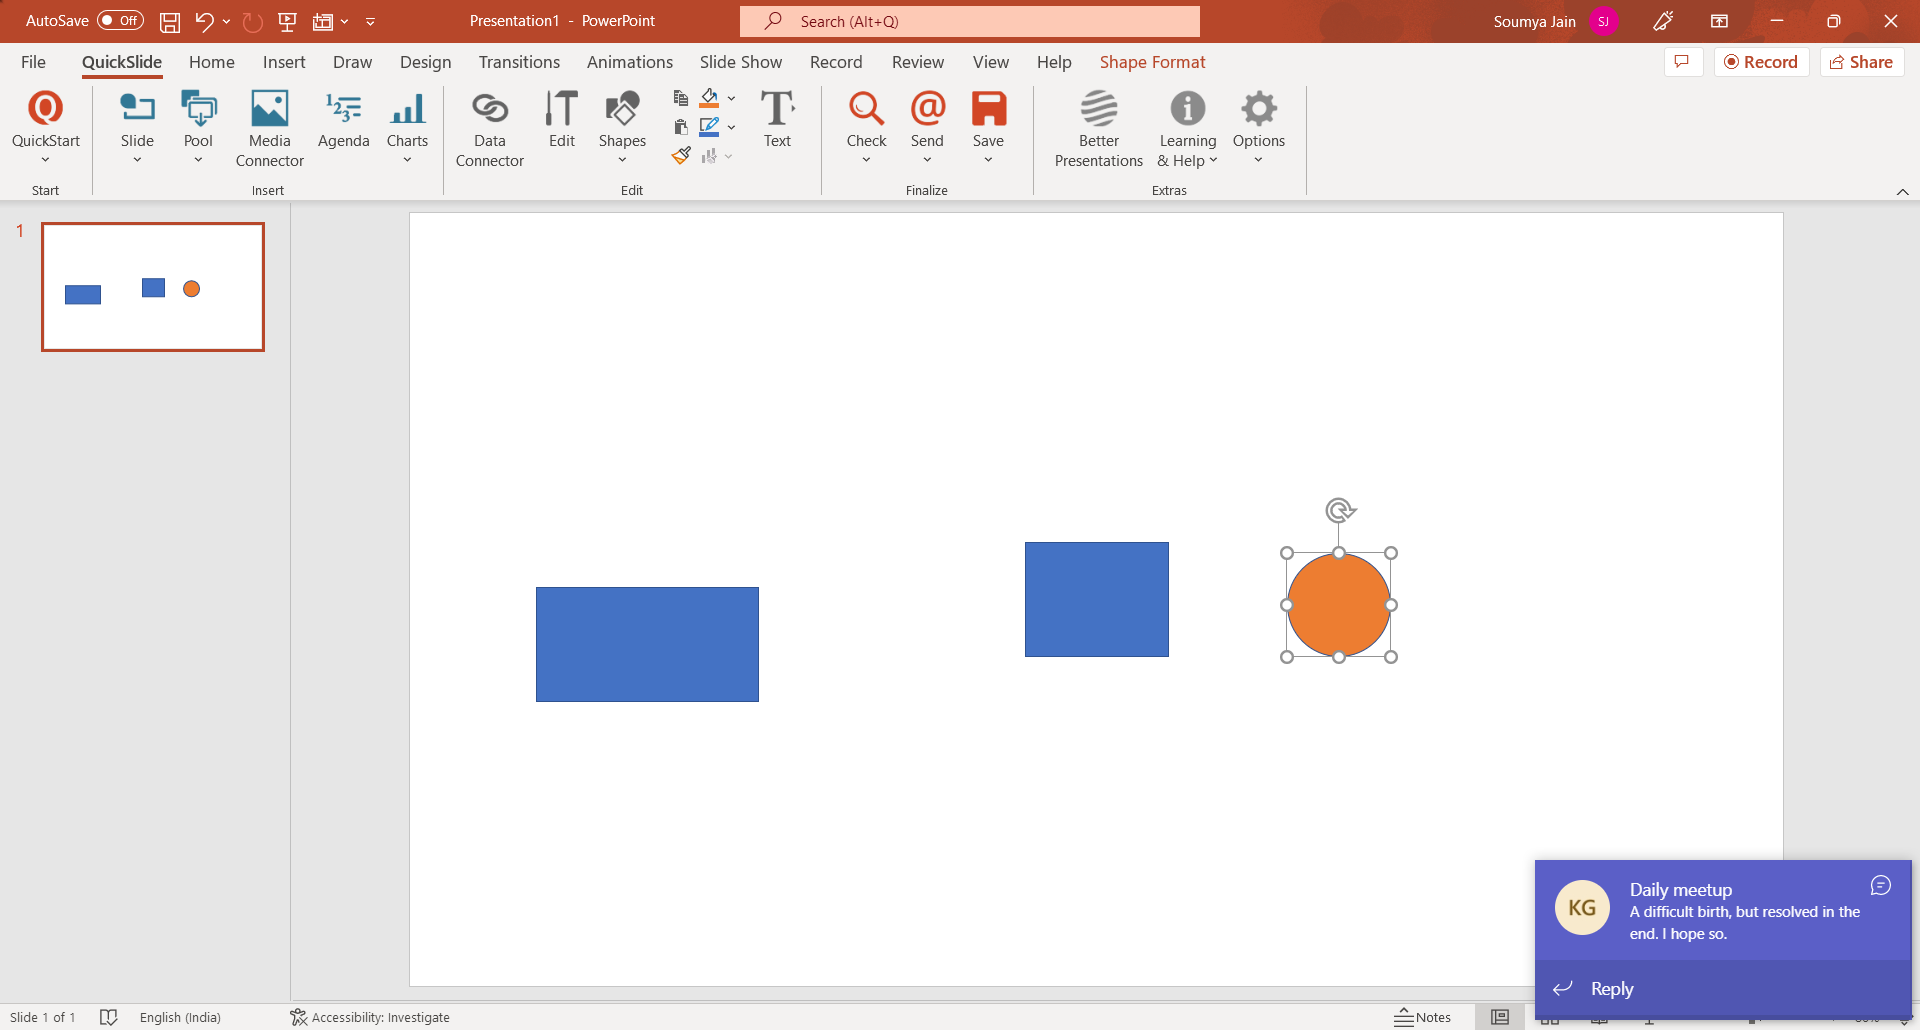 AutoSave Off Presentation1 - PowerPoint Search (Alt+Q) Soumya Jain SJ
File QuickSlide Home Insert Draw Design Transitions Animations Slide Show Record Review View Help Shape Format Record Share
QuickStart Slide Pool Media Connector Agenda Charts Data Connector Edit Shapes Text Check Send Save Better Presentations Learning & Help Options
Start Insert Edit Finalize Extras
1
KG
Daily meetup
A difficult birth, but resolved in the
end. I hope so.
Reply
Slide 1 of 1 English (India) Accessibility: Investigate Notes